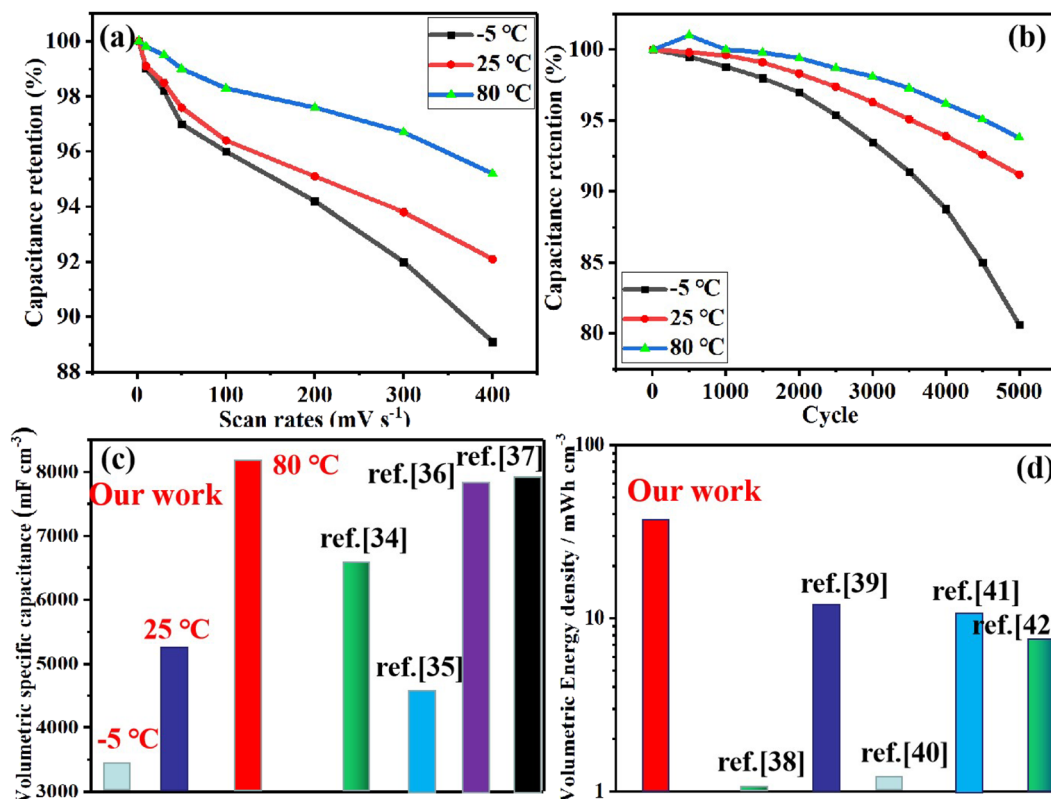 (a)
-5 °C
25 °C
80 °C
Capacitance retention (%)
100
98
96
94
92
90
88
0
100
200
300
400
Scan rates (mV s-1)
(b)
-5 °C
25 °C
80 °C
Capacitance retention (%)
100
95
90
85
80
0
1000
2000
3000
4000
5000
Cycle
(c)
Our work
-5 °C
25 °C
80 °C
ref.[34]
ref.[35]
ref.[36]
ref.[37]
Volumetric specific capacitance (mF cm-3)
8000
7000
6000
5000
4000
3000
(d)
Our work
ref.[38]
ref.[39]
ref.[40]
ref.[41]
ref.[42
Volumetric Energy density / mWh cm-3
100
10
1